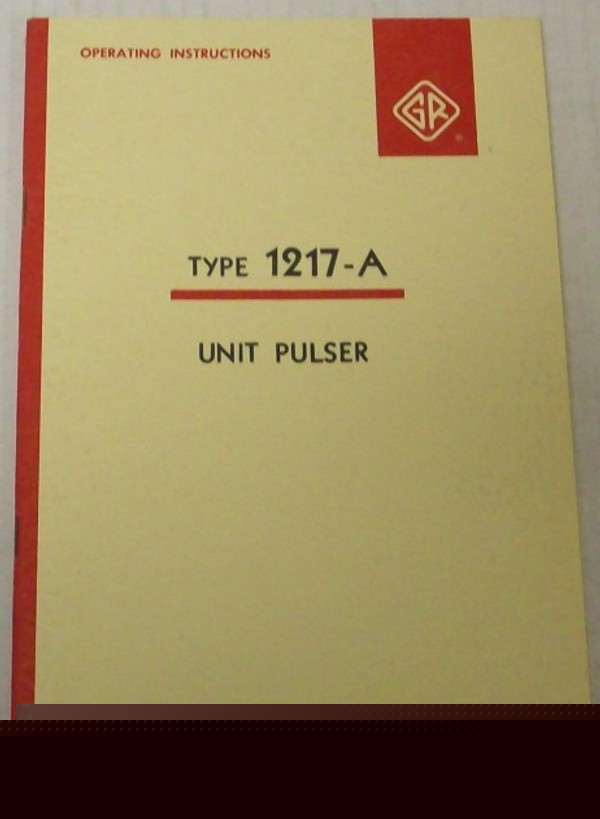 OPERATING INSTRUCTIONS
GR
TYPE 1217-A
UNIT PULSER